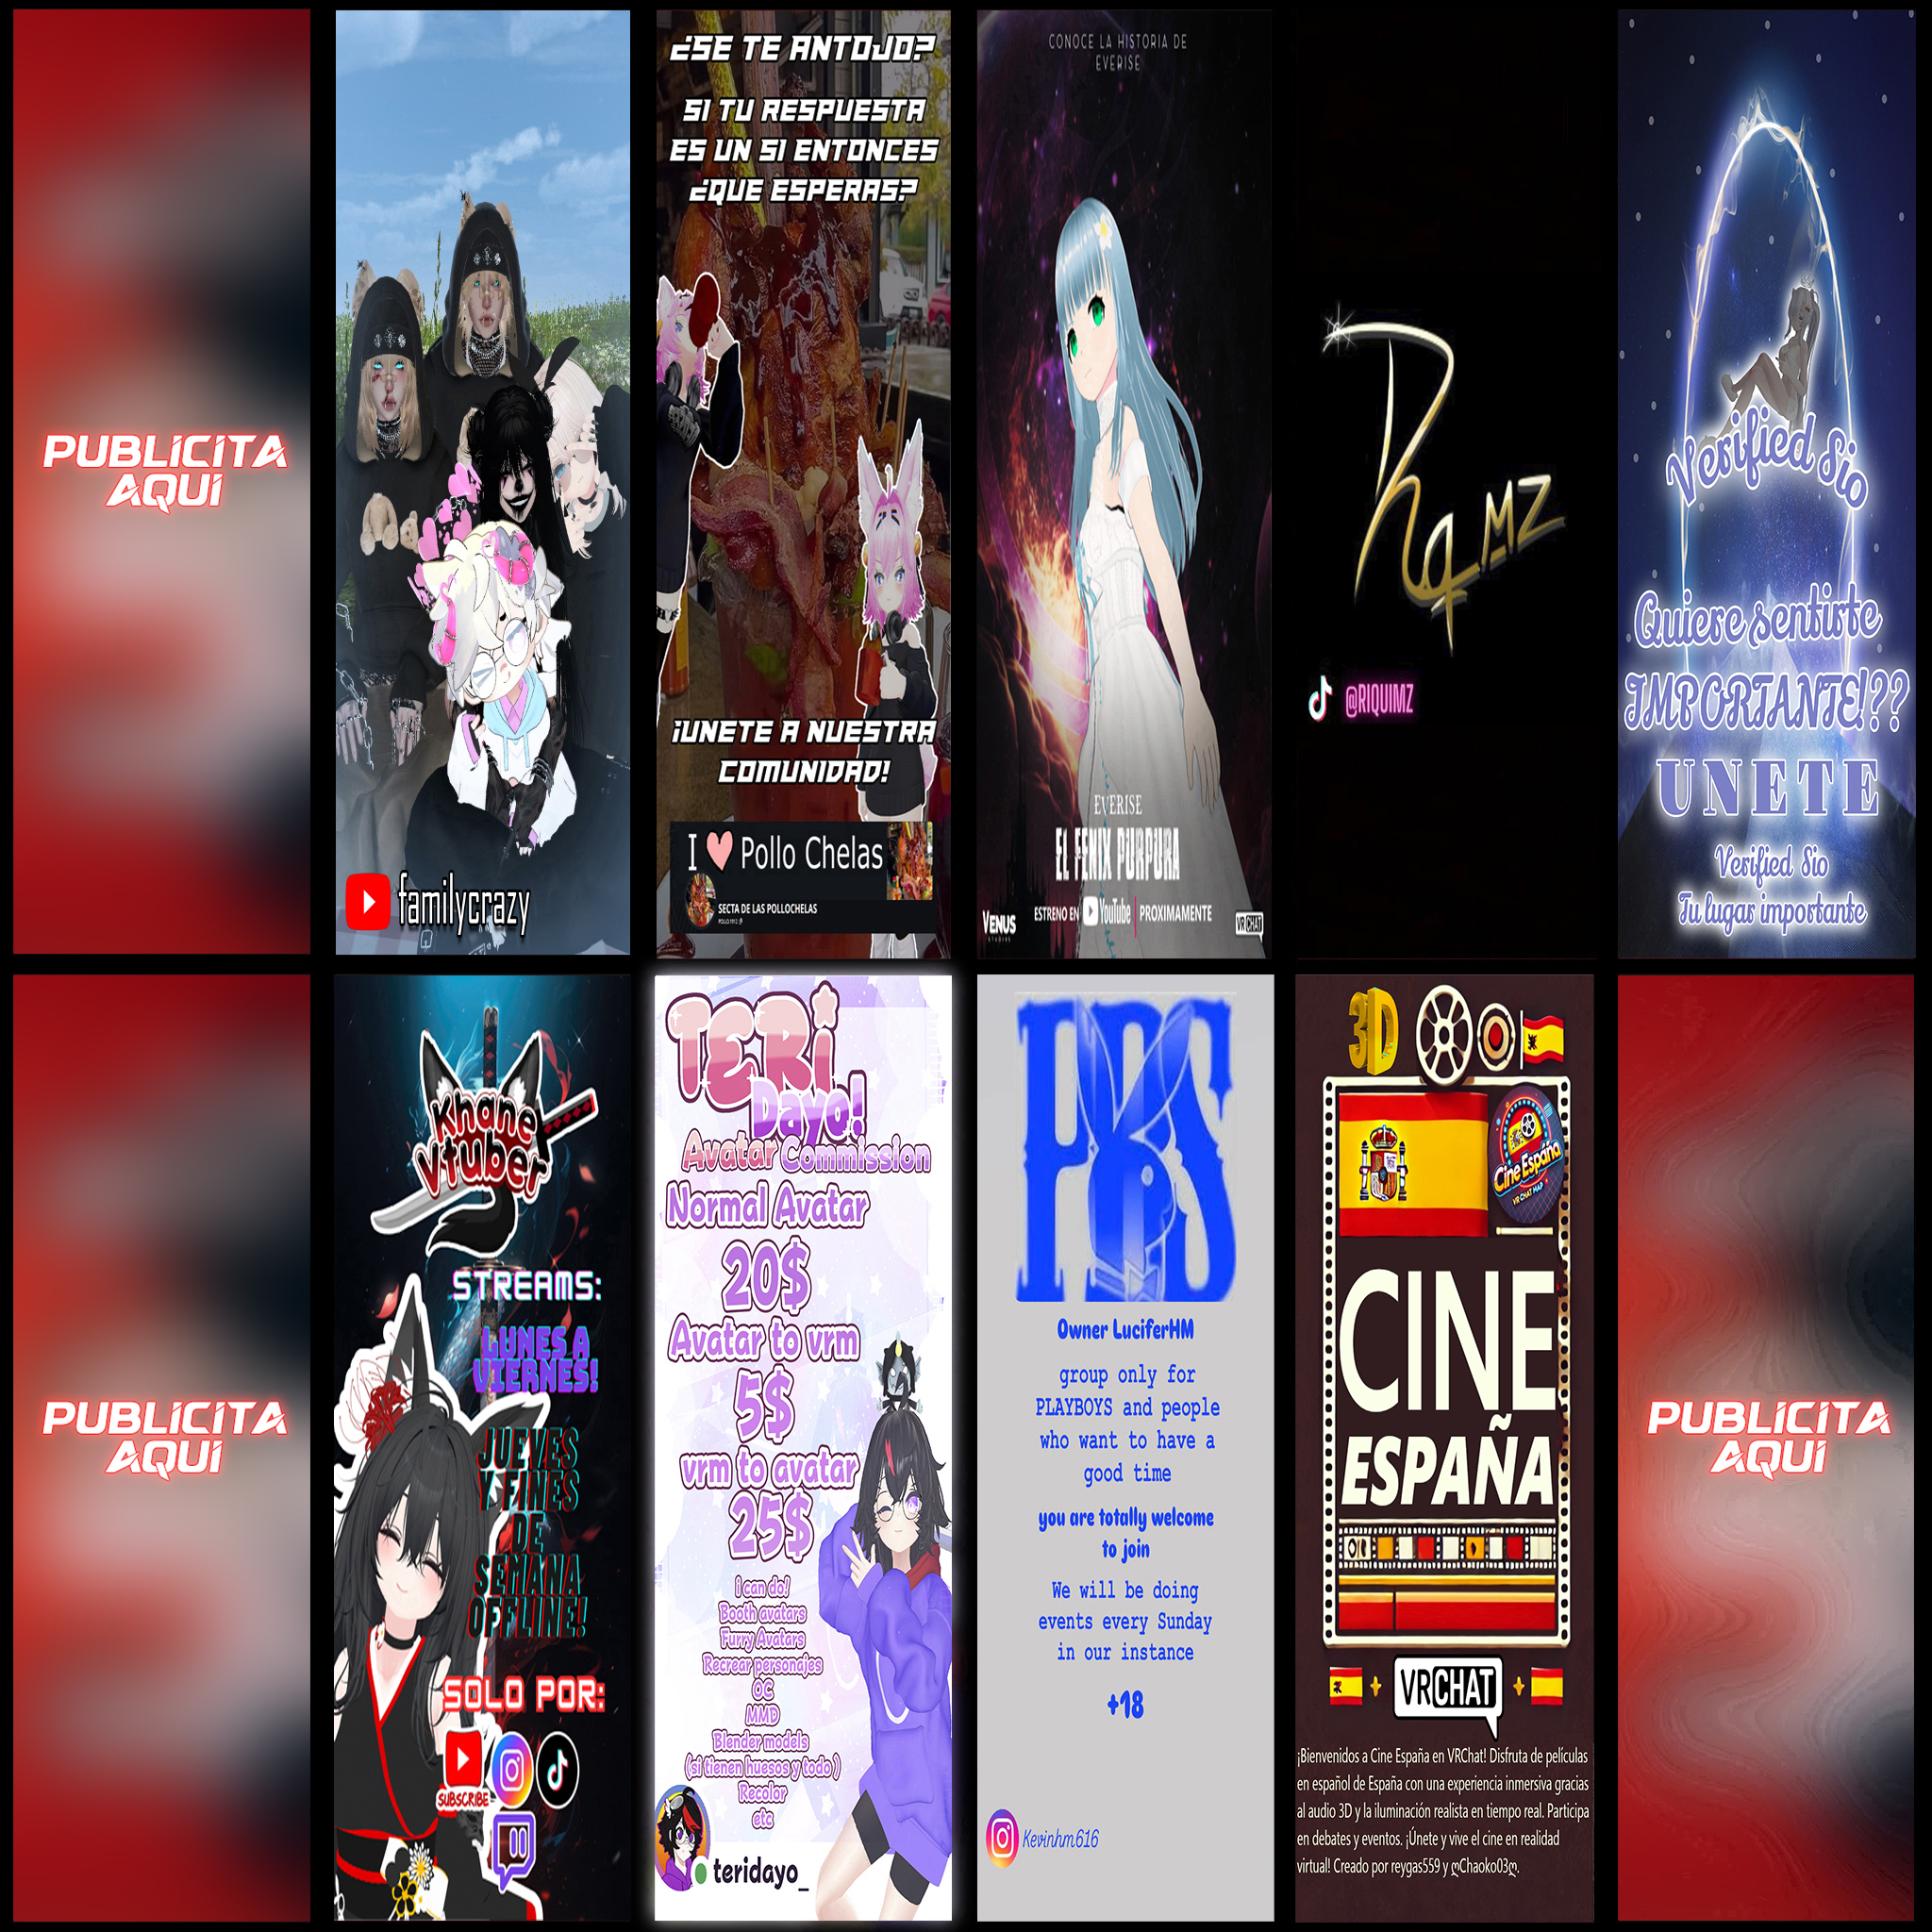 PUBLICITA
AQUI
familycrazy
¿SE TE ANTOJO?
SI TU RESPUESTA
ES UN SI ENTONCES
¿QUE ESPERAS?
¡UNETE A NUESTRA
COMUNIDAD!
I ❤ Pollo Chelas
SECTA DE LAS POLLOCHELAS
CONOCE LA HISTORIA DE
EVERISE
EVERISE
EL FENIX PURPURA
VENUS
STUDIOS
ESTRENO EN YouTube | PROXIMAMENTE
VRCHAT
Rq.MZ
@RIQUIMZ
Verified Sio
Quiere sentirte
IMPORTANTE!??
UNETE
Verified Sio
Tu lugar importante
PUBLICITA
AQUI
Khane
Vtuber
STREAMS:
LUNES A
VIERNES!
JUEVES
Y FINES
DE
SEMANA
OFFLINE!
SOLO POR:
SUBSCRIBE
TERi
Dayo!
Avatar Commission
Normal Avatar
20$
Avatar to vrm
5$
vrm to avatar
25$
i can do!
Booth avatars
Furry Avatars
Recrear personajes
OC
MMD
Blender models
(si tienen huesos y todo )
Recolor
etc
teridayo_
PBS
Owner LuciferHM
group only for
PLAYBOYS and people
who want to have a
good time
you are totally welcome
to join
We will be doing
events every Sunday
in our instance
+18
Kevinhm616
3D
Cine España
VR CHAT MAP
CINE
ESPAÑA
VRCHAT
¡Bienvenidos a Cine España en VRChat! Disfruta de películas
en español de España con una experiencia inmersiva gracias
al audio 3D y la iluminación realista en tiempo real. Participa
en debates y eventos. ¡Únete y vive el cine en realidad
virtual! Creado por reygas559 y ღChaoko03ღ.
PUBLICITA
AQUI